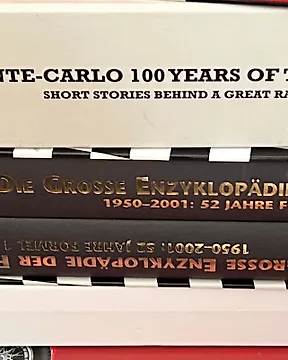 NTE-CARLO 100 YEARS OF T
SHORT STORIES BEHIND A GREAT RA
DIE GROSSE ENZYKLOPÄDI
1950–2001: 52 JAHRE F
1950–2001: 52 JAHRE FORMEL 1
GROSSE ENZYKLOPÄDIE DER F